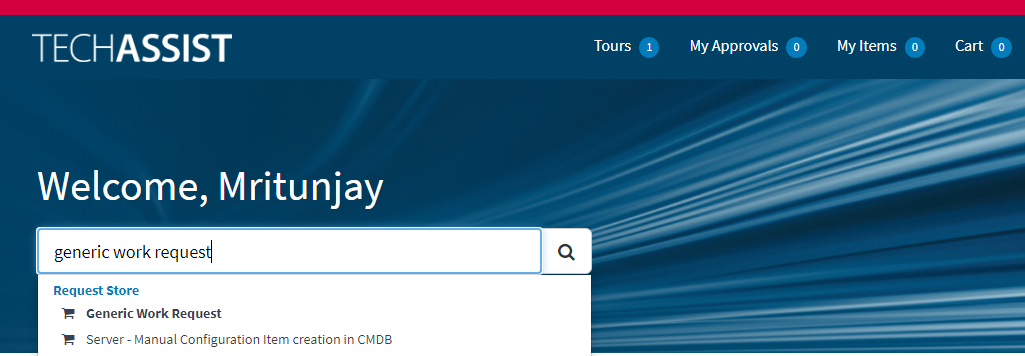 TECHASSIST
Tours 1 My Approvals 0 My Items 0 Cart 0
Welcome, Mritunjay
generic work request
Request Store
Generic Work Request
Server - Manual Configuration Item creation in CMDB